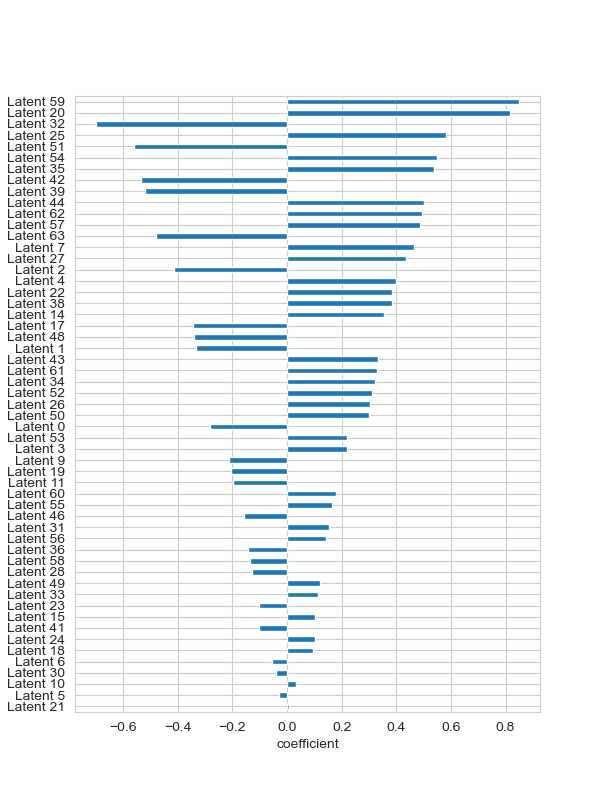 Latent 59
Latent 20
Latent 32
Latent 25
Latent 51
Latent 54
Latent 35
Latent 42
Latent 39
Latent 44
Latent 62
Latent 57
Latent 63
Latent 7
Latent 27
Latent 2
Latent 4
Latent 22
Latent 38
Latent 14
Latent 17
Latent 48
Latent 1
Latent 43
Latent 61
Latent 34
Latent 52
Latent 26
Latent 50
Latent 0
Latent 53
Latent 3
Latent 9
Latent 19
Latent 11
Latent 60
Latent 55
Latent 46
Latent 31
Latent 56
Latent 36
Latent 58
Latent 28
Latent 49
Latent 33
Latent 23
Latent 15
Latent 41
Latent 24
Latent 18
Latent 6
Latent 30
Latent 10
Latent 5
Latent 21
−0.6 −0.4 −0.2 0.0 0.2 0.4 0.6 0.8
coefficient